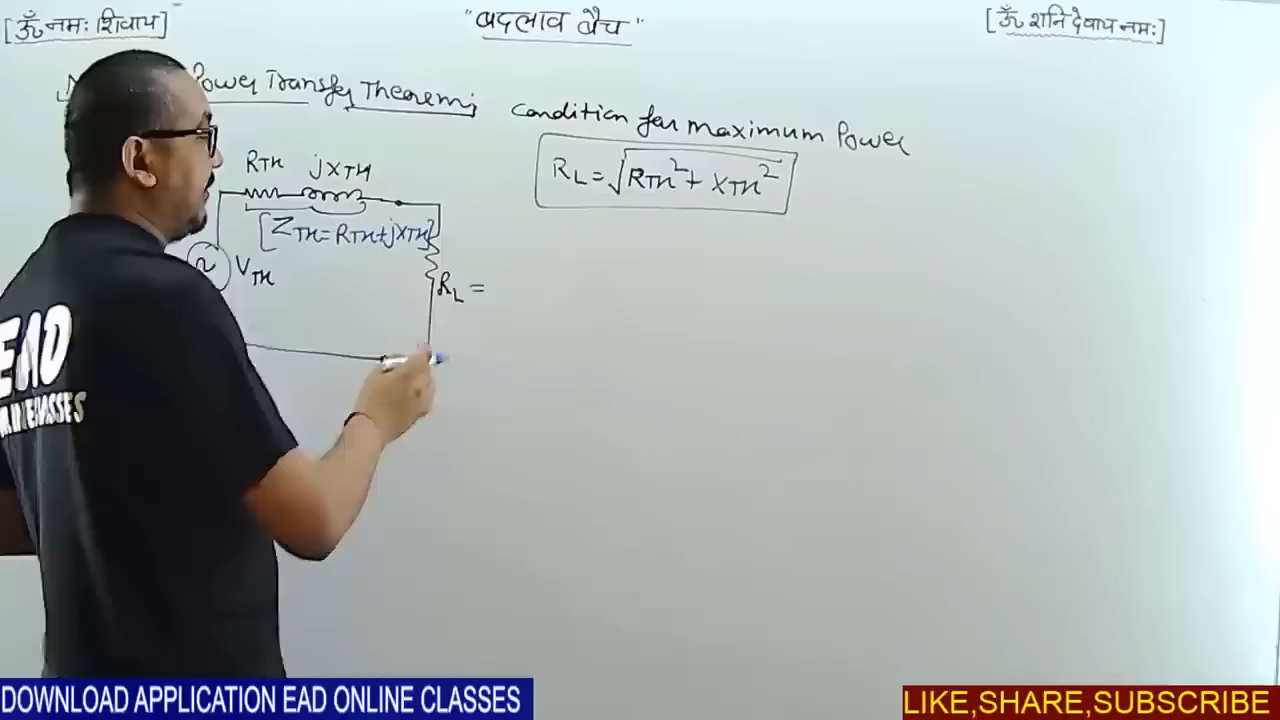 [ॐ नमः शिवाय]
"बदलाव बैच"
[ॐ शनि देवाय नमः]
Power Transfer Theorem;
Condition for maximum Power
RL = √RTH² + XTH²
RTH jXTH
[ZTH = RTH + jXTH]
VTH
RL =
EAD
DOWNLOAD APPLICATION EAD ONLINE CLASSES
LIKE,SHARE,SUBSCRIBE